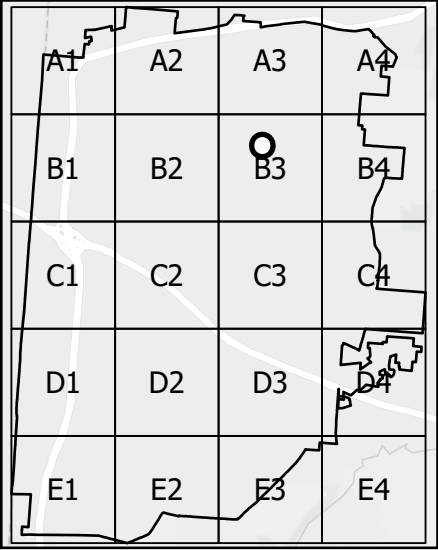 A1 A2 A3 A4
B1 B2 B3 B4
C1 C2 C3 C4
D1 D2 D3 D4
E1 E2 E3 E4